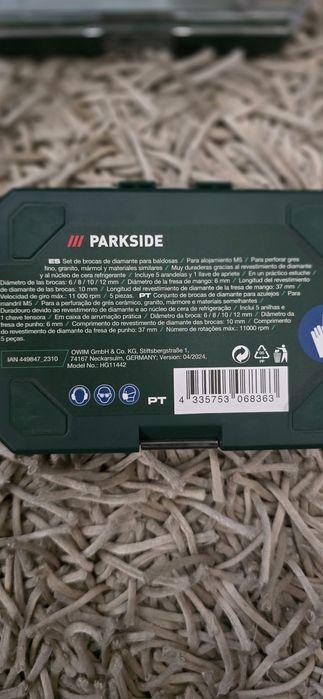 /// PARKSIDE
ES Set de brocas de diamante para baldosas / Para alojamiento M5 / Para perforar gres
fino, granito, mármol y materiales similares / Muy duraderas gracias al revestimiento de diamante
y al núcleo de cera refrigerante / Incluye 5 arandelas y 1 llave de apriete / En un práctico estuche
Diámetro de las brocas: 6 / 8 / 10 / 12 mm / Diámetro de la fresa de mango: 6 mm / Longitud del revestimiento
de diamante de las brocas: 10 mm / Longitud del revestimiento de diamante de la fresa de mango: 37 mm /
Velocidad de giro máx.: 11 000 rpm / 5 piezas. PT Conjunto de brocas de diamante para azulejos / Com
mandril M5 / Para a perfuração de grés cerâmico, granito, mármore e materiais semelhantes /
Duradouro devido ao revestimento de diamante e ao núcleo de cera de refrigeração / Inclui 5 anilhas e
1 chave tensora / Em caixa de arrumação prática / Diâmetro da broca: 6 / 8 / 10 / 12 mm / Diâmetro da fresa de
punho: 6 mm / Comprimento do revestimento diamante das brocas: 10 mm / Comprimento do revestimento
diamante da fresa de punho: 37 mm / Número de rotações máx.: 11000 rpm /
5 peças.
IAN 449847_2310
OWIM GmbH & Co. KG, Stiftsbergstraße 1,
74167 Neckarsulm, GERMANY; Version: 04/2024,
Model No.: HG11442
PP
PT
4 335753 068363